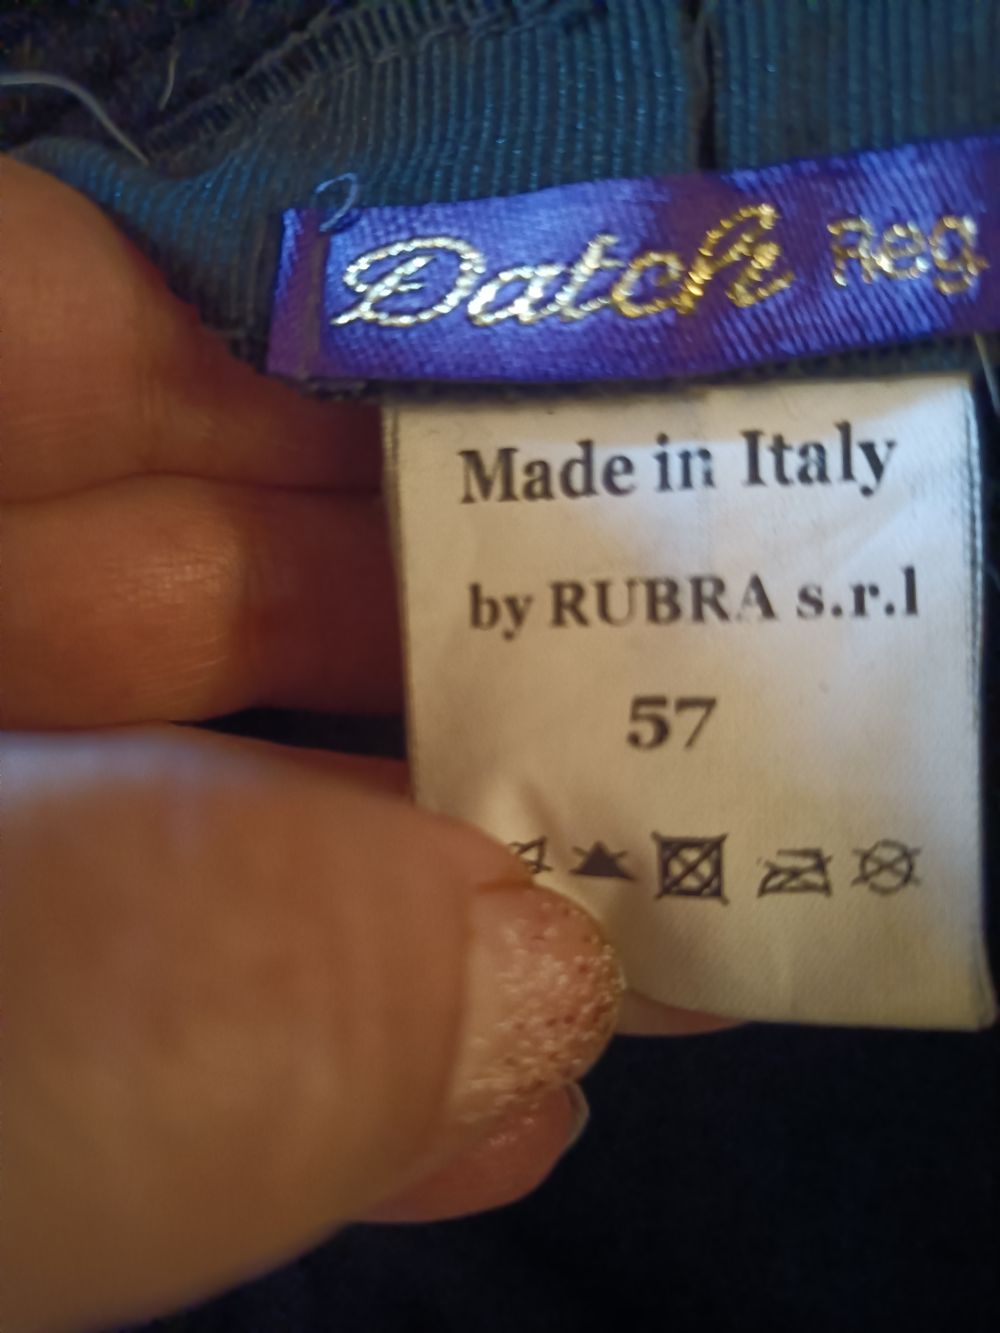 Datch Reg
Made in Italy
by RUBRA s.r.l
57